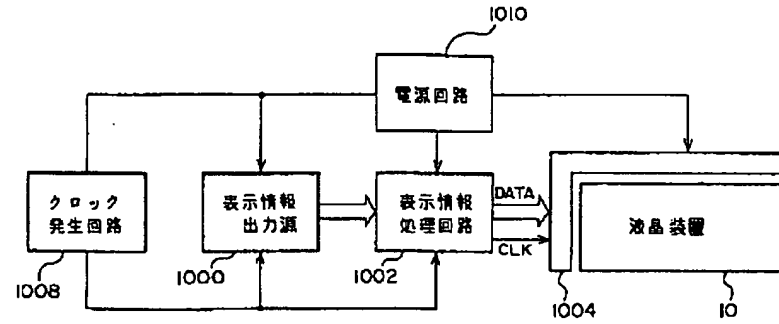 1010
電源回路
クロック
発生回路
表示情報
出力源
表示情報
処理回路
DATA
CLK
液晶装置
1008
1000
1002
1004
10